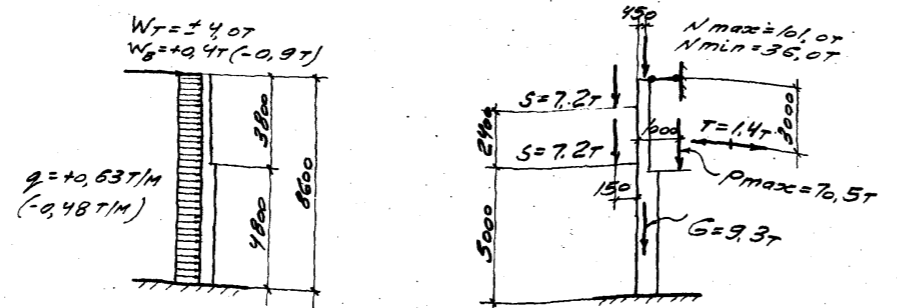 Wт=±4,0т
Wв=+0,4т(-0,9т)
3800
8600
q=+0,63т/м
(-0,48т/м)
4800
450
Nmax=101,0т
Nmin=36,0т
S=7.2т
2400
1000
T=1,4т
3000
S=7.2т
150
Pmax=70,5т
G=9,3т
5000